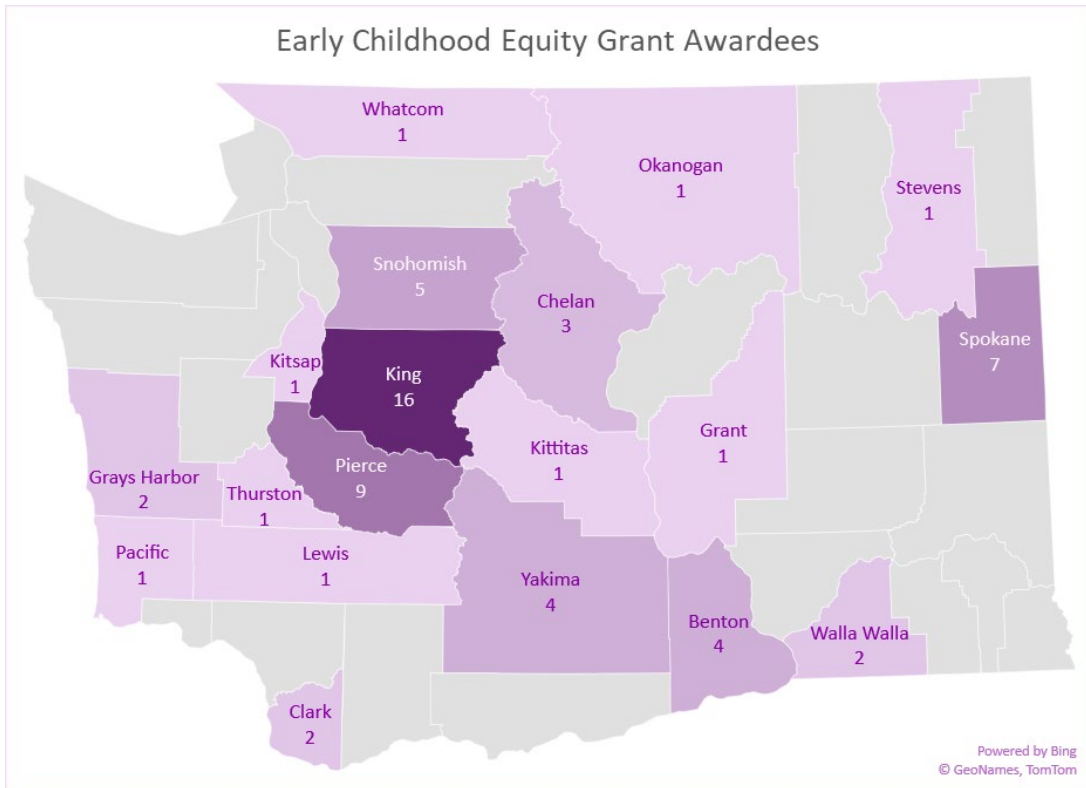 Early Childhood Equity Grant Awardees
Whatcom
1
Okanogan
1
Stevens
1
Snohomish
5
Chelan
3
Spokane
7
Kitsap
1
King
16
Grant
1
Kittitas
1
Pierce
9
Grays Harbor
2
Thurston
1
Pacific
1
Lewis
1
Yakima
4
Benton
4
Walla Walla
2
Clark
2
Powered by Bing
© GeoNames, TomTom